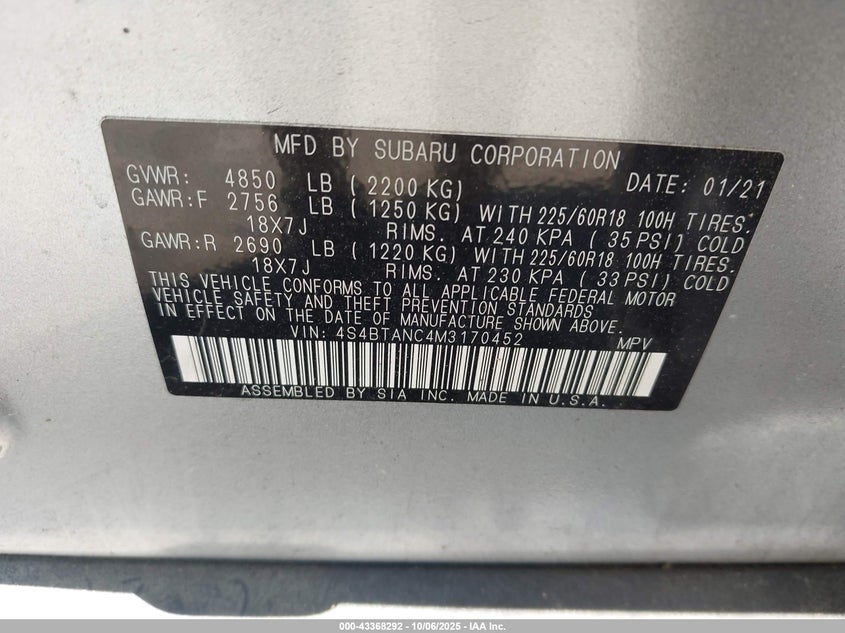 MFD BY SUBARU CORPORATION
GVWR: 4850 LB ( 2200 KG) DATE: 01/21
GAWR:F 2756 LB ( 1250 KG) WITH 225/60R18 100H TIRES.
18X7J RIMS. AT 240 KPA ( 35 PSI) COLD
GAWR:R 2690 LB ( 1220 KG) WITH 225/60R18 100H TIRES.
18X7J RIMS. AT 230 KPA ( 33 PSI) COLD
THIS VEHICLE CONFORMS TO ALL APPLICABLE FEDERAL MOTOR
VEHICLE SAFETY AND THEFT PREVENTION STANDARDS
IN EFFECT ON THE DATE OF MANUFACTURE SHOWN ABOVE.
VIN: 4S4BTANC4M3170452 MPV
ASSEMBLED BY SIA INC. MADE IN U.S.A.
000-43368292 - 10/06/2025 - IAA Inc.